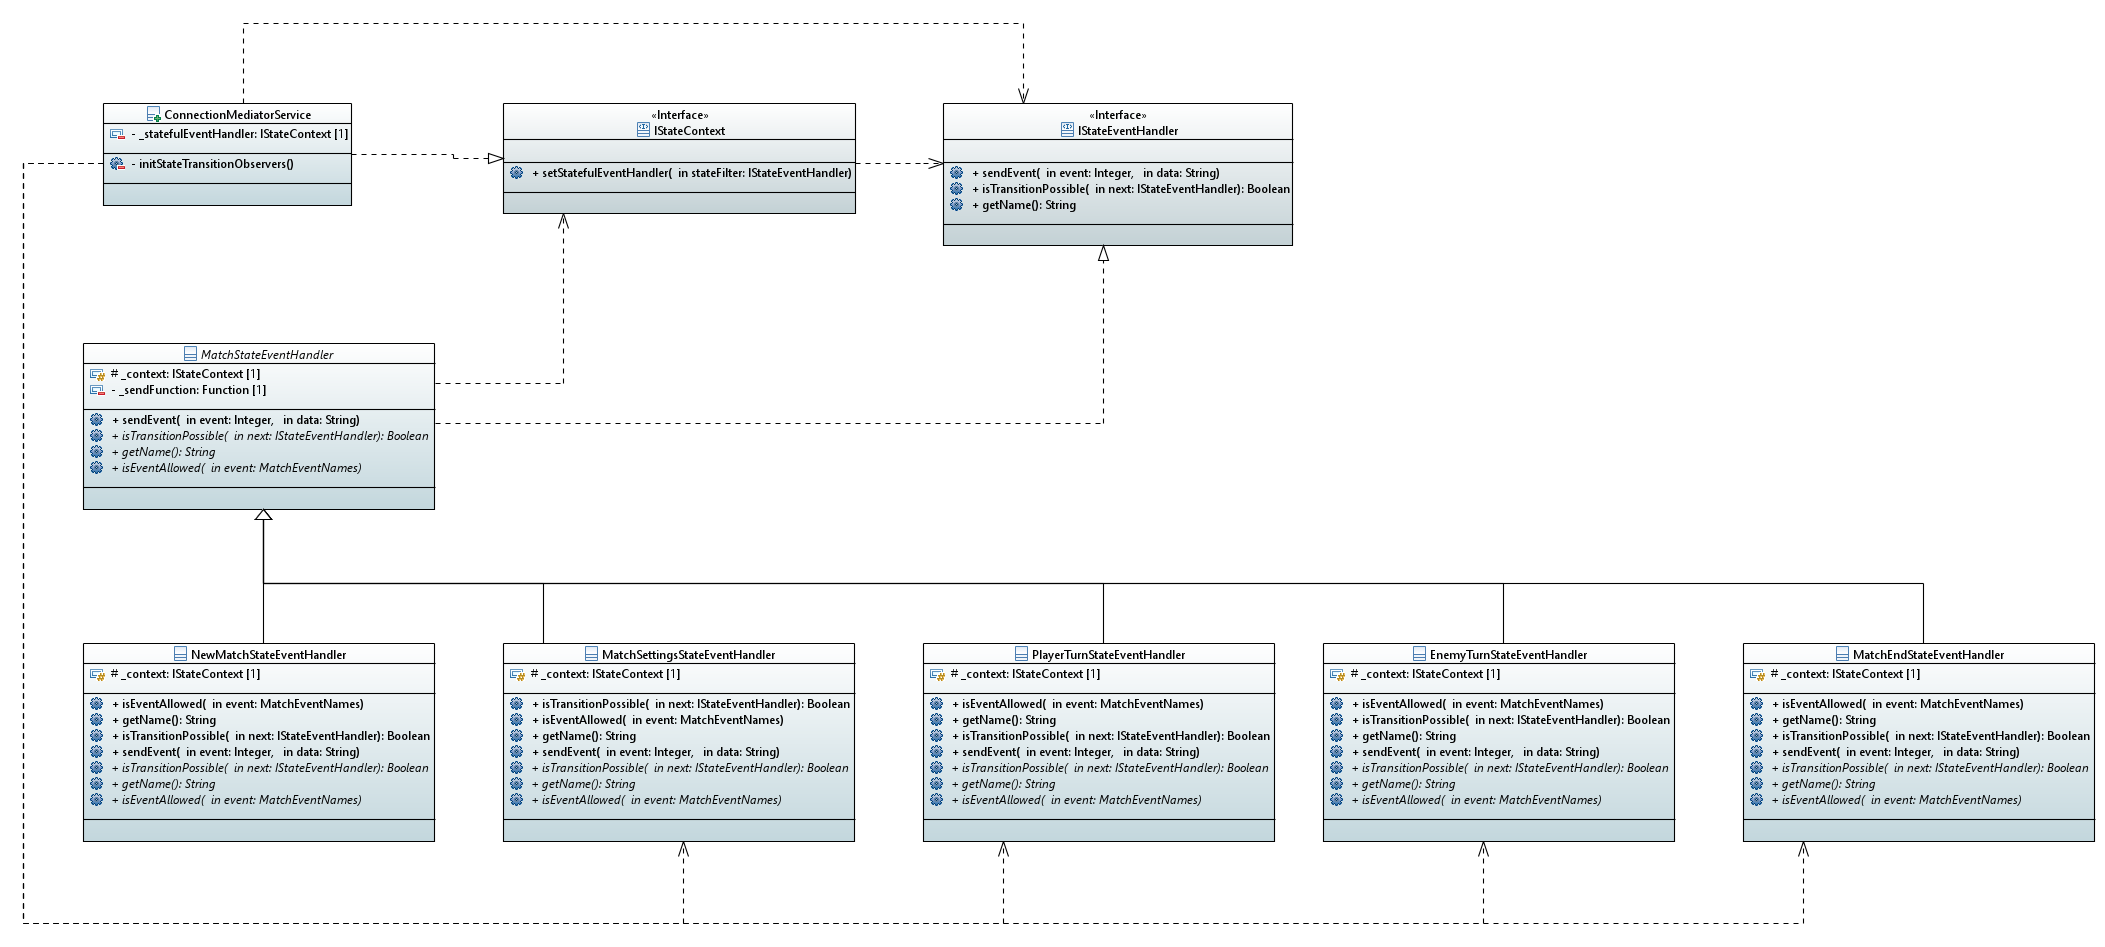 ConnectionMediatorService
- _statefulEventHandler: IStateContext [1]
- initStateTransitionObservers()
«Interface»
IStateContext
+ setStatefulEventHandler( in stateFilter: IStateEventHandler)
«Interface»
IStateEventHandler
+ sendEvent( in event: Integer, in data: String)
+ isTransitionPossible( in next: IStateEventHandler): Boolean
+ getName(): String
MatchStateEventHandler
# _context: IStateContext [1]
- _sendFunction: Function [1]
+ sendEvent( in event: Integer, in data: String)
+ isTransitionPossible( in next: IStateEventHandler): Boolean
+ getName(): String
+ isEventAllowed( in event: MatchEventNames)
NewMatchStateEventHandler
# _context: IStateContext [1]
+ isEventAllowed( in event: MatchEventNames)
+ getName(): String
+ isTransitionPossible( in next: IStateEventHandler): Boolean
+ sendEvent( in event: Integer, in data: String)
+ isTransitionPossible( in next: IStateEventHandler): Boolean
+ getName(): String
+ isEventAllowed( in event: MatchEventNames)
MatchSettingsStateEventHandler
# _context: IStateContext [1]
+ isTransitionPossible( in next: IStateEventHandler): Boolean
+ isEventAllowed( in event: MatchEventNames)
+ getName(): String
+ sendEvent( in event: Integer, in data: String)
+ isTransitionPossible( in next: IStateEventHandler): Boolean
+ getName(): String
+ isEventAllowed( in event: MatchEventNames)
PlayerTurnStateEventHandler
# _context: IStateContext [1]
+ isEventAllowed( in event: MatchEventNames)
+ getName(): String
+ isTransitionPossible( in next: IStateEventHandler): Boolean
+ sendEvent( in event: Integer, in data: String)
+ isTransitionPossible( in next: IStateEventHandler): Boolean
+ getName(): String
+ isEventAllowed( in event: MatchEventNames)
EnemyTurnStateEventHandler
# _context: IStateContext [1]
+ isEventAllowed( in event: MatchEventNames)
+ isTransitionPossible( in next: IStateEventHandler): Boolean
+ getName(): String
+ sendEvent( in event: Integer, in data: String)
+ isTransitionPossible( in next: IStateEventHandler): Boolean
+ getName(): String
+ isEventAllowed( in event: MatchEventNames)
MatchEndStateEventHandler
# _context: IStateContext [1]
+ isEventAllowed( in event: MatchEventNames)
+ getName(): String
+ isTransitionPossible( in next: IStateEventHandler): Boolean
+ sendEvent( in event: Integer, in data: String)
+ isTransitionPossible( in next: IStateEventHandler): Boolean
+ getName(): String
+ isEventAllowed( in event: MatchEventNames)